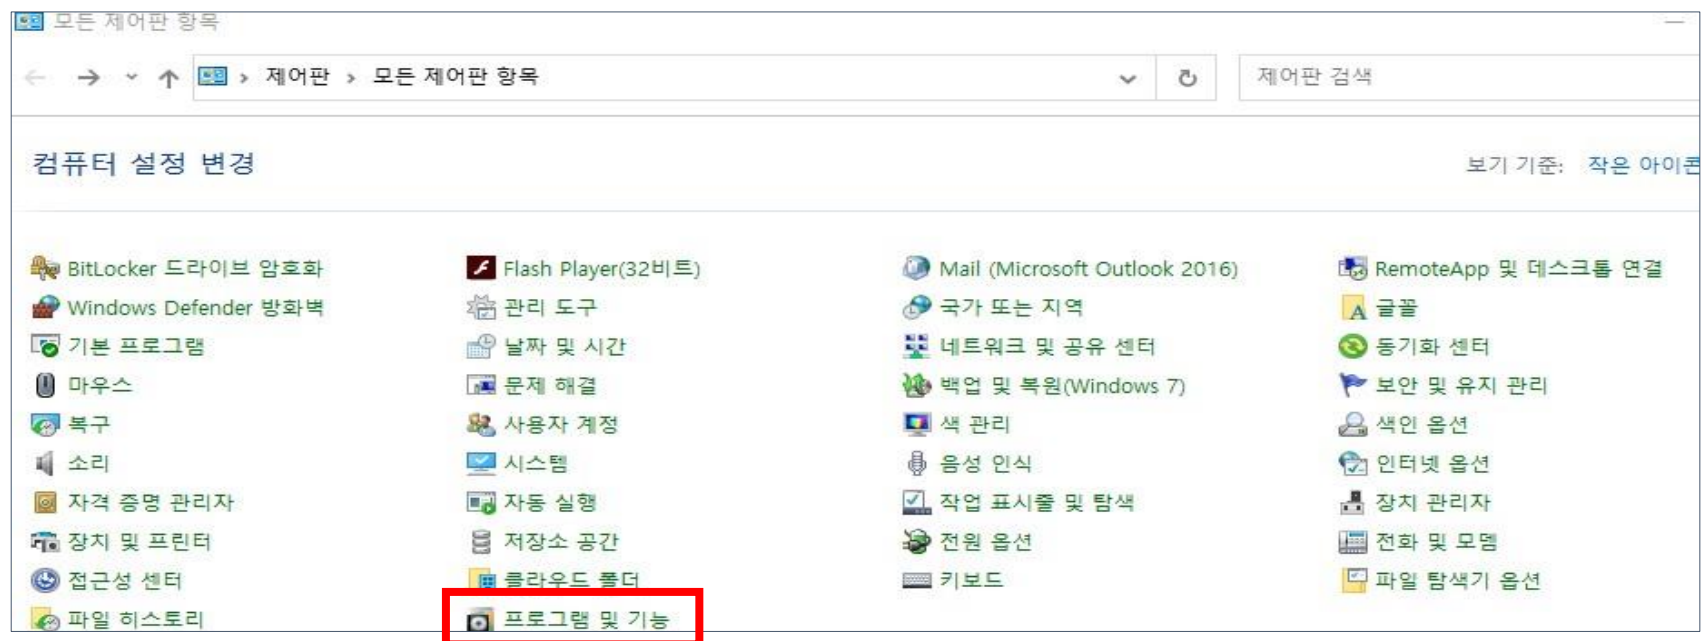 모든 제어판 항목
제어판 › 모든 제어판 항목
제어판 검색
컴퓨터 설정 변경
보기 기준: 작은 아이콘
BitLocker 드라이브 암호화
Flash Player(32비트)
Mail (Microsoft Outlook 2016)
RemoteApp 및 데스크톱 연결
Windows Defender 방화벽
관리 도구
국가 또는 지역
글꼴
기본 프로그램
날짜 및 시간
네트워크 및 공유 센터
동기화 센터
마우스
문제 해결
백업 및 복원(Windows 7)
보안 및 유지 관리
복구
사용자 계정
색 관리
색인 옵션
소리
시스템
음성 인식
인터넷 옵션
자격 증명 관리자
자동 실행
작업 표시줄 및 탐색
장치 관리자
장치 및 프린터
저장소 공간
전원 옵션
전화 및 모뎀
접근성 센터
클라우드 폴더
키보드
파일 탐색기 옵션
파일 히스토리
프로그램 및 기능